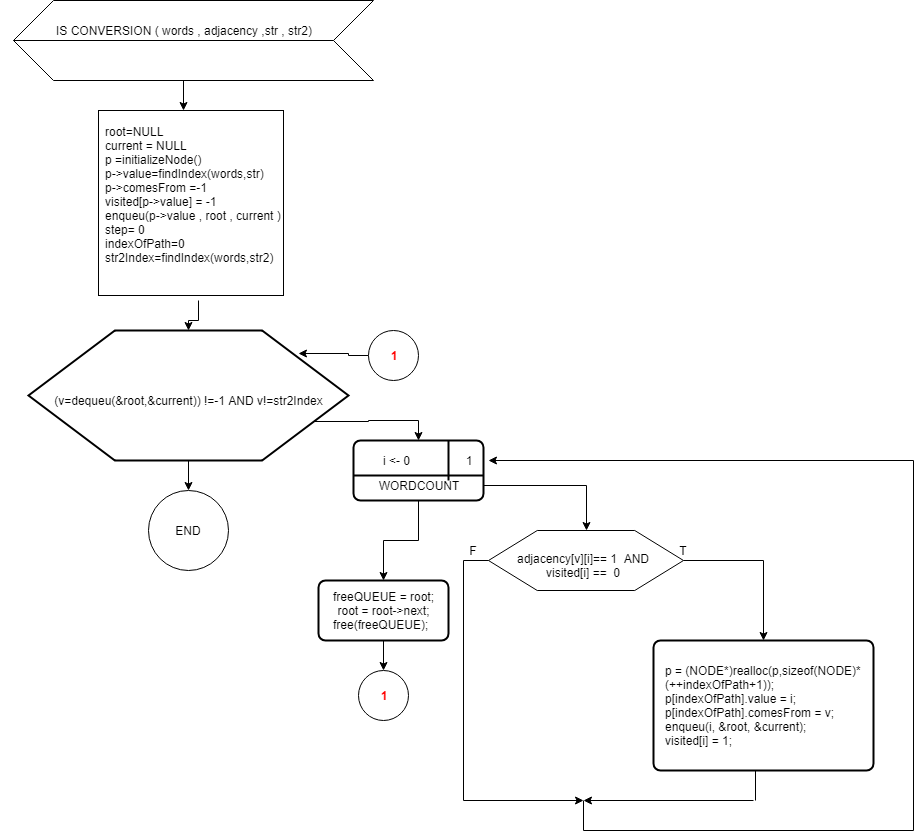 IS CONVERSION ( words , adjacency ,str , str2)
root=NULL
current = NULL
p =initializeNode()
p->value=findIndex(words,str)
p->comesFrom =-1
visited[p->value] = -1
enqueu(p->value , root , current )
step= 0
indexOfPath=0
str2Index=findIndex(words,str2)
1
(v=dequeu(&root,&current)) !=-1 AND v!=str2Index
i <- 0
1
WORDCOUNT
END
F
adjacency[v][i]== 1 AND
visited[i] == 0
T
freeQUEUE = root;
root = root->next;
free(freeQUEUE);
1
p = (NODE*)realloc(p,sizeof(NODE)*
(++indexOfPath+1));
p[indexOfPath].value = i;
p[indexOfPath].comesFrom = v;
enqueu(i, &root, &current);
visited[i] = 1;